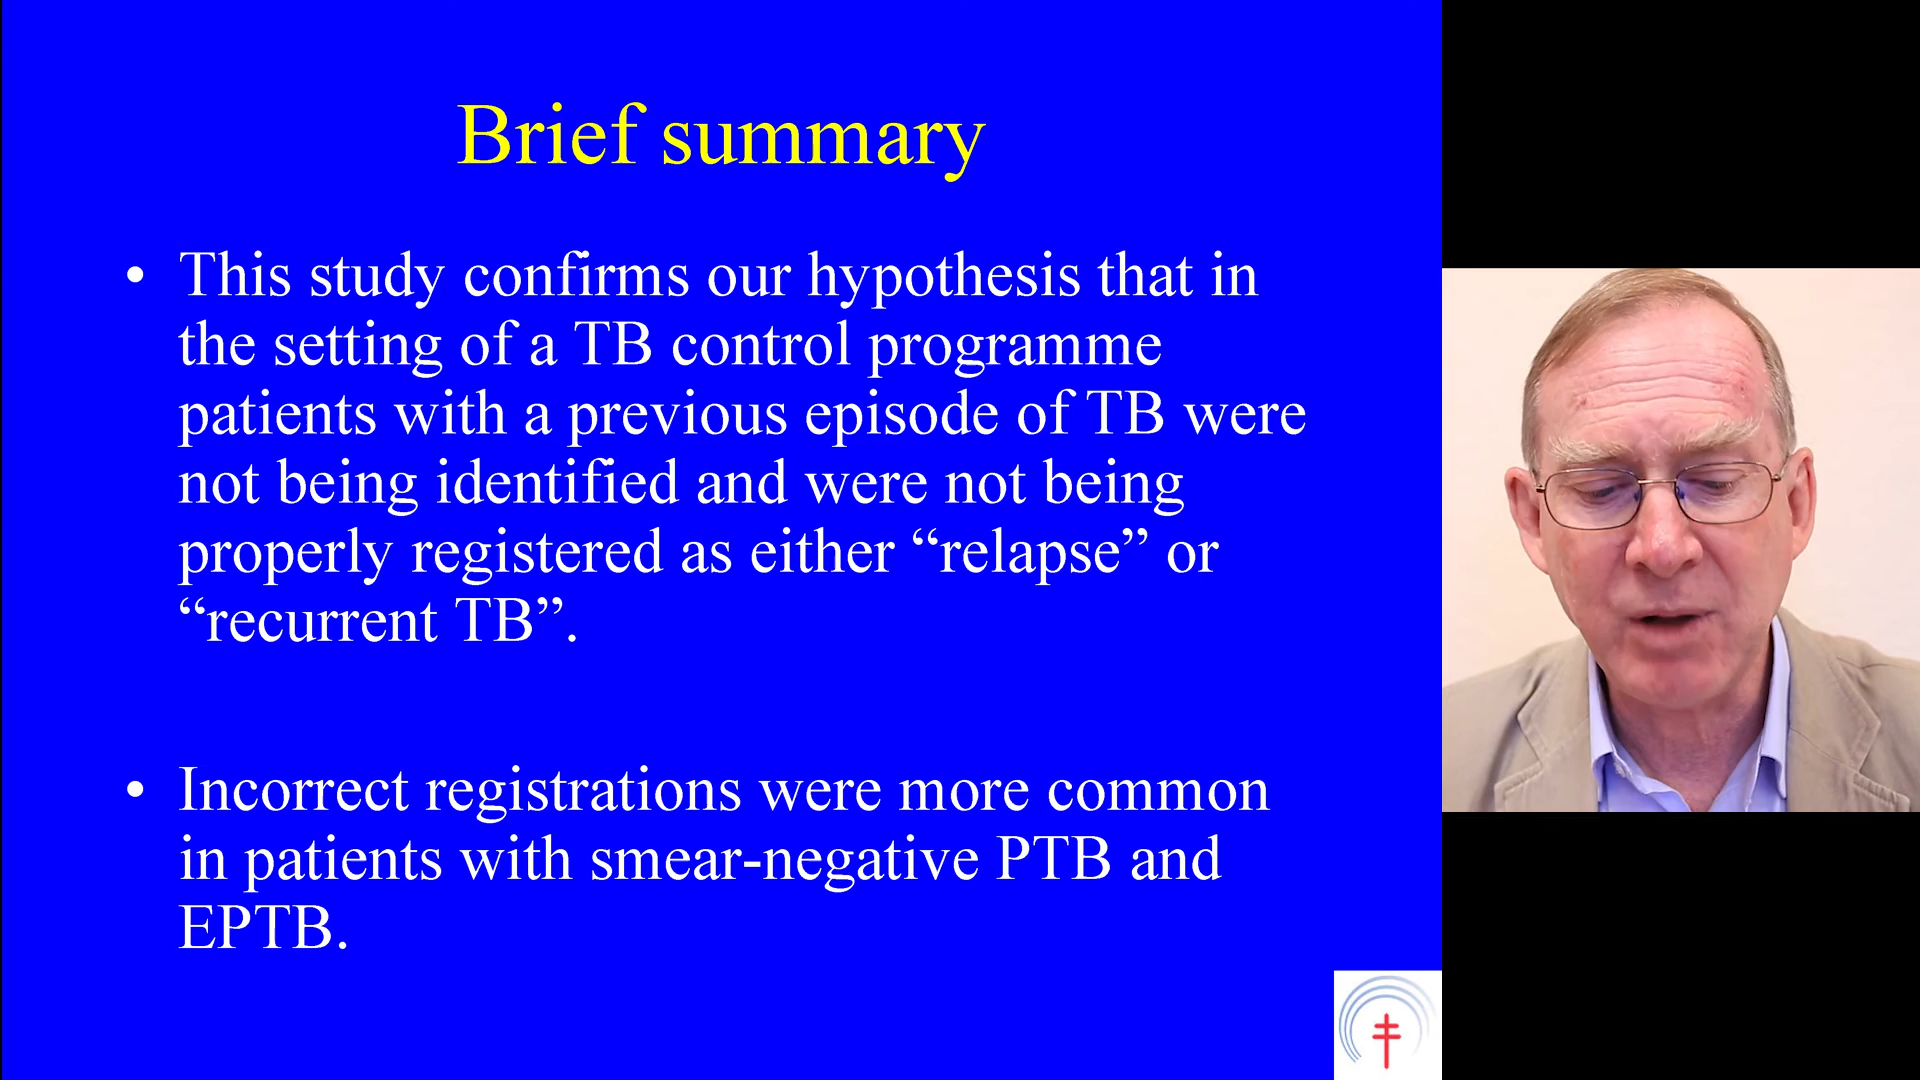 Brief summary
• This study confirms our hypothesis that in
the setting of a TB control programme
patients with a previous episode of TB were
not being identified and were not being
properly registered as either “relapse” or
“recurrent TB”.
• Incorrect registrations were more common
in patients with smear-negative PTB and
EPTB.